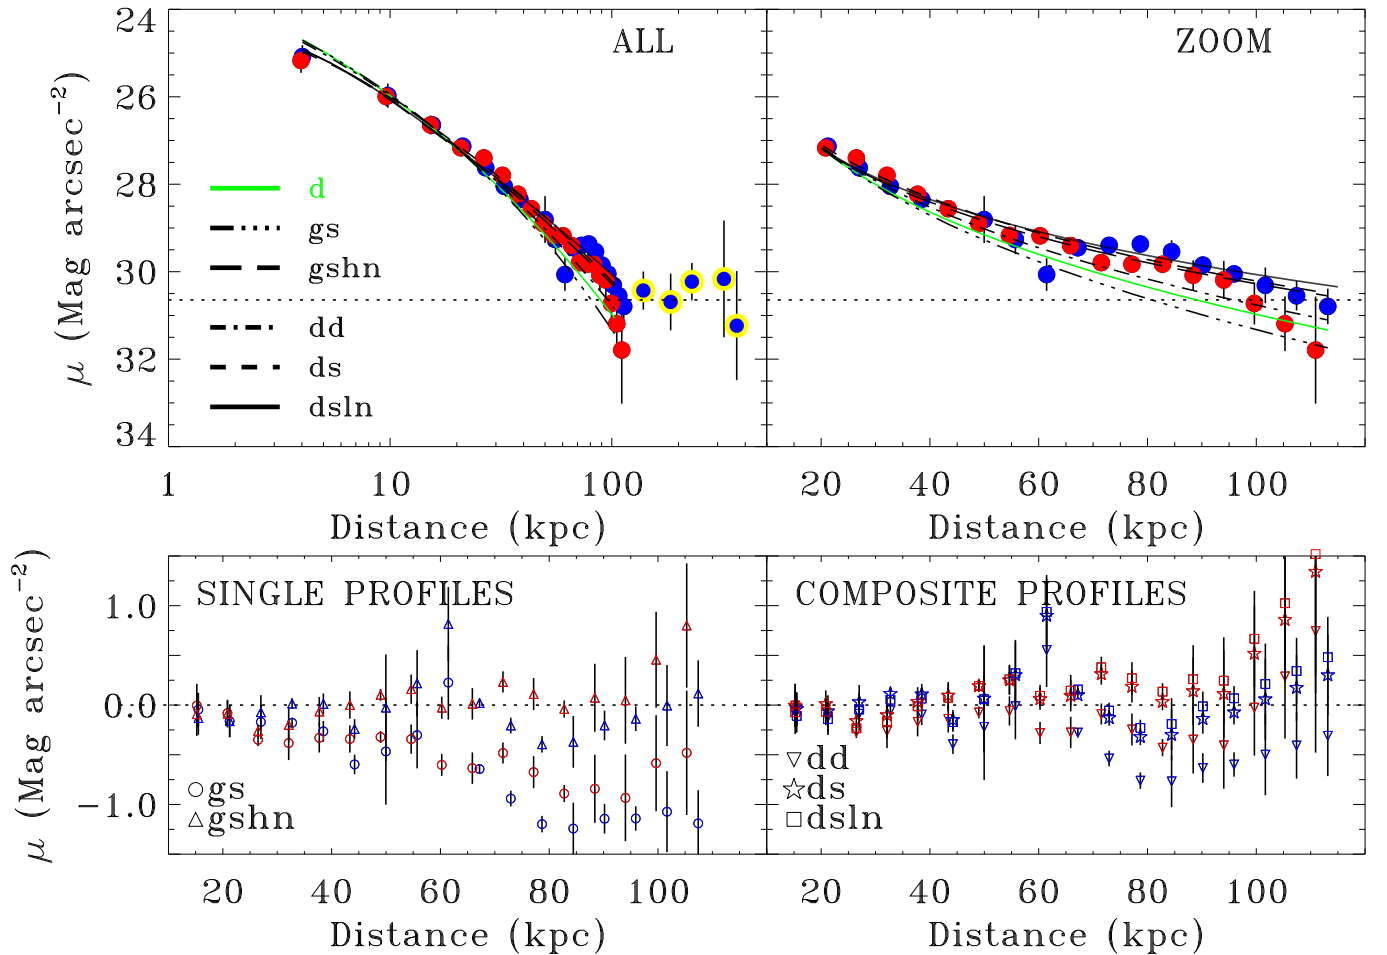 24
26
28
30
32
34
μ (Mag arcsec⁻²)
ALL
d
gs
gshn
dd
ds
dsln
1
10
100
Distance (kpc)
ZOOM
20
40
60
80
100
Distance (kpc)
1.0
0.0
-1.0
μ (Mag arcsec⁻²)
SINGLE PROFILES
gs
gshn
20
40
60
80
100
Distance (kpc)
COMPOSITE PROFILES
dd
ds
dsln
20
40
60
80
100
Distance (kpc)